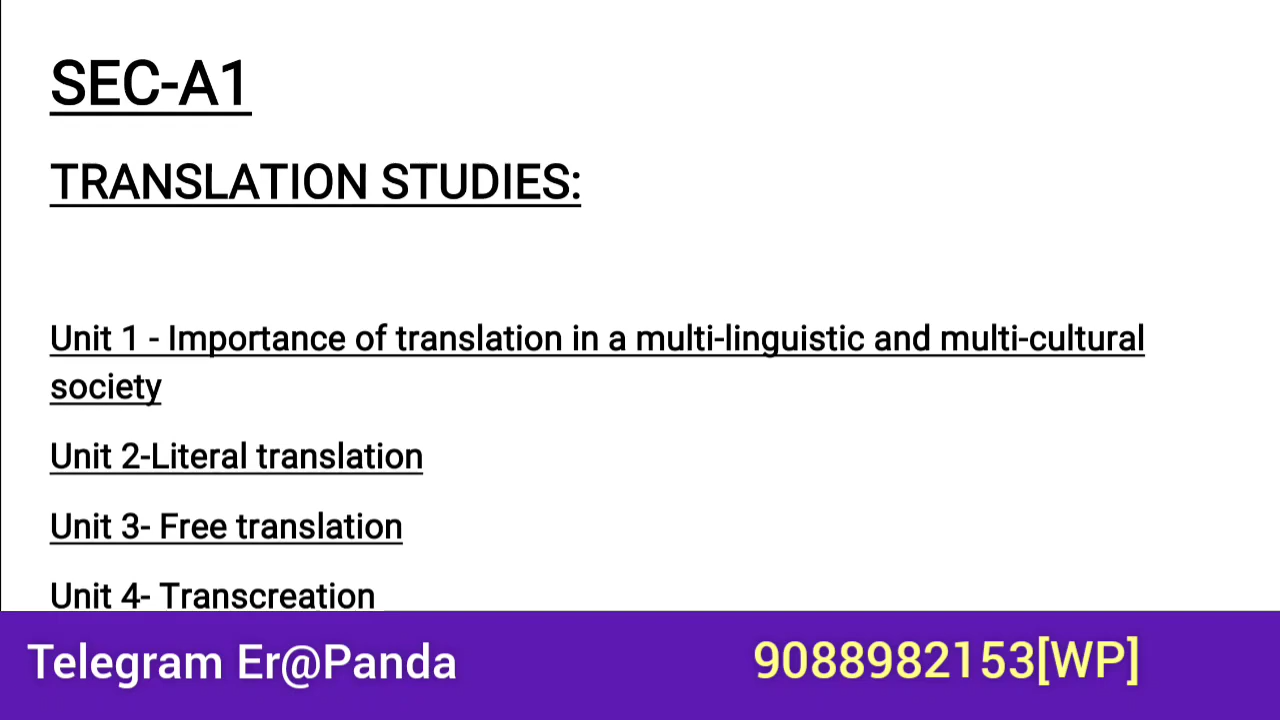 SEC-A1
TRANSLATION STUDIES:
Unit 1 - Importance of translation in a multi-linguistic and multi-cultural
society
Unit 2-Literal translation
Unit 3- Free translation
Unit 4- Transcreation
Telegram Er@Panda 9088982153[WP]